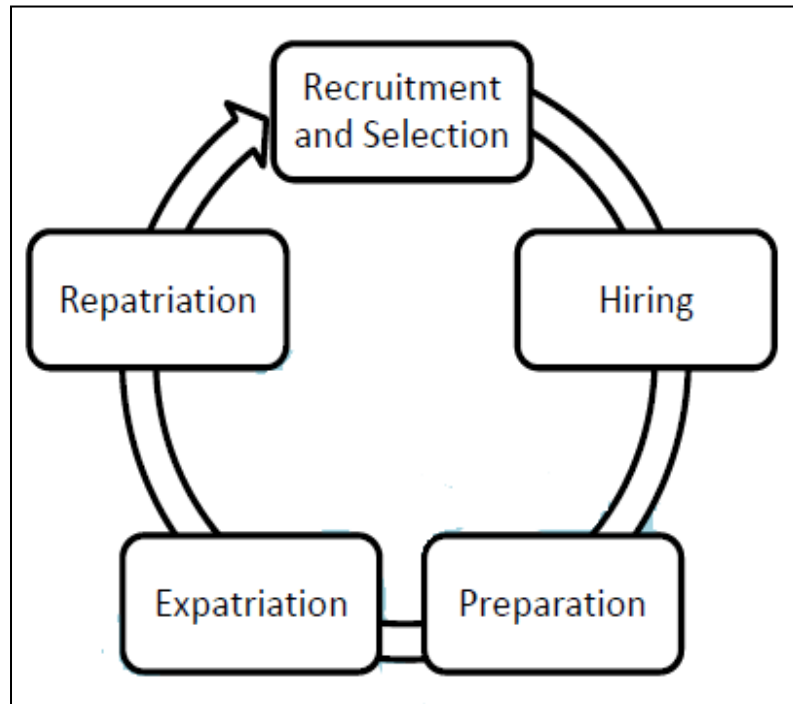 Recruitment
and Selection
Hiring
Preparation
Expatriation
Repatriation